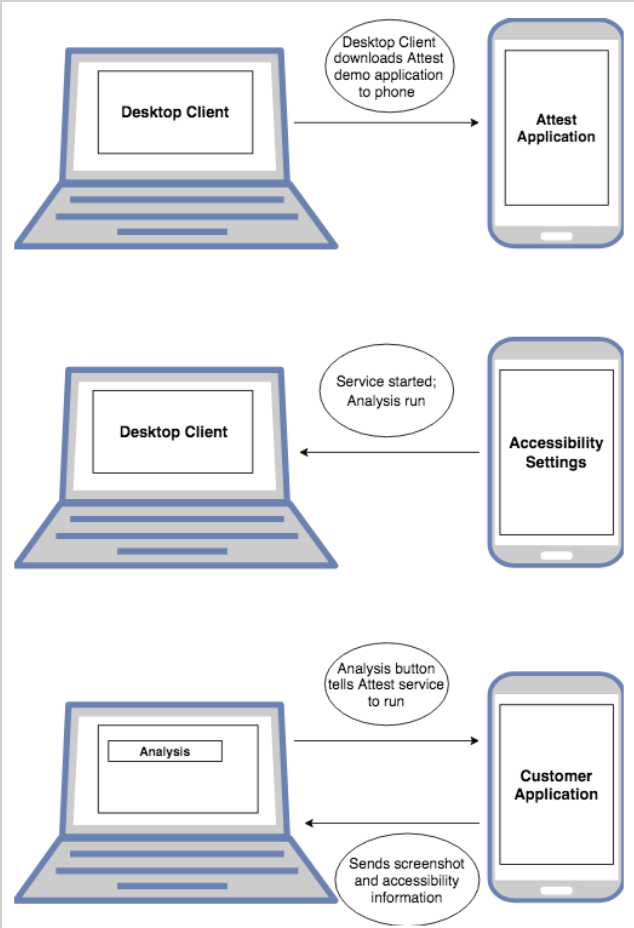 Desktop Client
downloads Attest
demo application
to phone
Desktop Client
Attest
Application
Service started;
Analysis run
Desktop Client
Accessibility
Settings
Analysis button
tells Attest service
to run
Analysis
Customer
Application
Sends screenshot
and accessibility
information